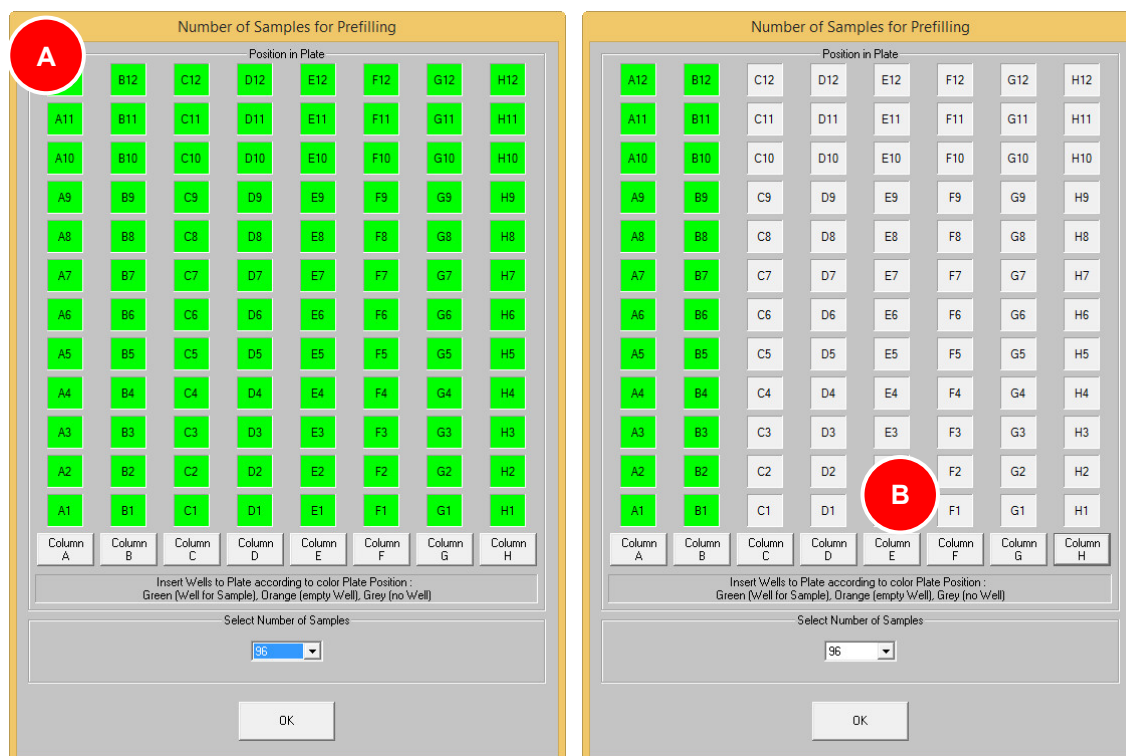 Number of Samples for Prefilling
A
Position in Plate
B12 C12 D12 E12 F12 G12 H12
A11 B11 C11 D11 E11 F11 G11 H11
A10 B10 C10 D10 E10 F10 G10 H10
A9 B9 C9 D9 E9 F9 G9 H9
A8 B8 C8 D8 E8 F8 G8 H8
A7 B7 C7 D7 E7 F7 G7 H7
A6 B6 C6 D6 E6 F6 G6 H6
A5 B5 C5 D5 E5 F5 G5 H5
A4 B4 C4 D4 E4 F4 G4 H4
A3 B3 C3 D3 E3 F3 G3 H3
A2 B2 C2 D2 E2 F2 G2 H2
A1 B1 C1 D1 E1 F1 G1 H1
Column Column Column Column Column Column Column Column
A B C D E F G H
Insert Wells to Plate according to color Plate Position :
Green (Well for Sample), Orange (empty Well), Grey (no Well)
Select Number of Samples
96
OK
Number of Samples for Prefilling
Position in Plate
A12 B12 C12 D12 E12 F12 G12 H12
A11 B11 C11 D11 E11 F11 G11 H11
A10 B10 C10 D10 E10 F10 G10 H10
A9 B9 C9 D9 E9 F9 G9 H9
A8 B8 C8 D8 E8 F8 G8 H8
A7 B7 C7 D7 E7 F7 G7 H7
A6 B6 C6 D6 E6 F6 G6 H6
A5 B5 C5 D5 E5 F5 G5 H5
A4 B4 C4 D4 E4 F4 G4 H4
A3 B3 C3 D3 E3 F3 G3 H3
A2 B2 C2 D2 F2 G2 H2
B
A1 B1 C1 D1 F1 G1 H1
Column Column Column Column Column Column Column Column
A B C D E F G H
Insert Wells to Plate according to color Plate Position :
Green (Well for Sample), Orange (empty Well), Grey (no Well)
Select Number of Samples
96
OK